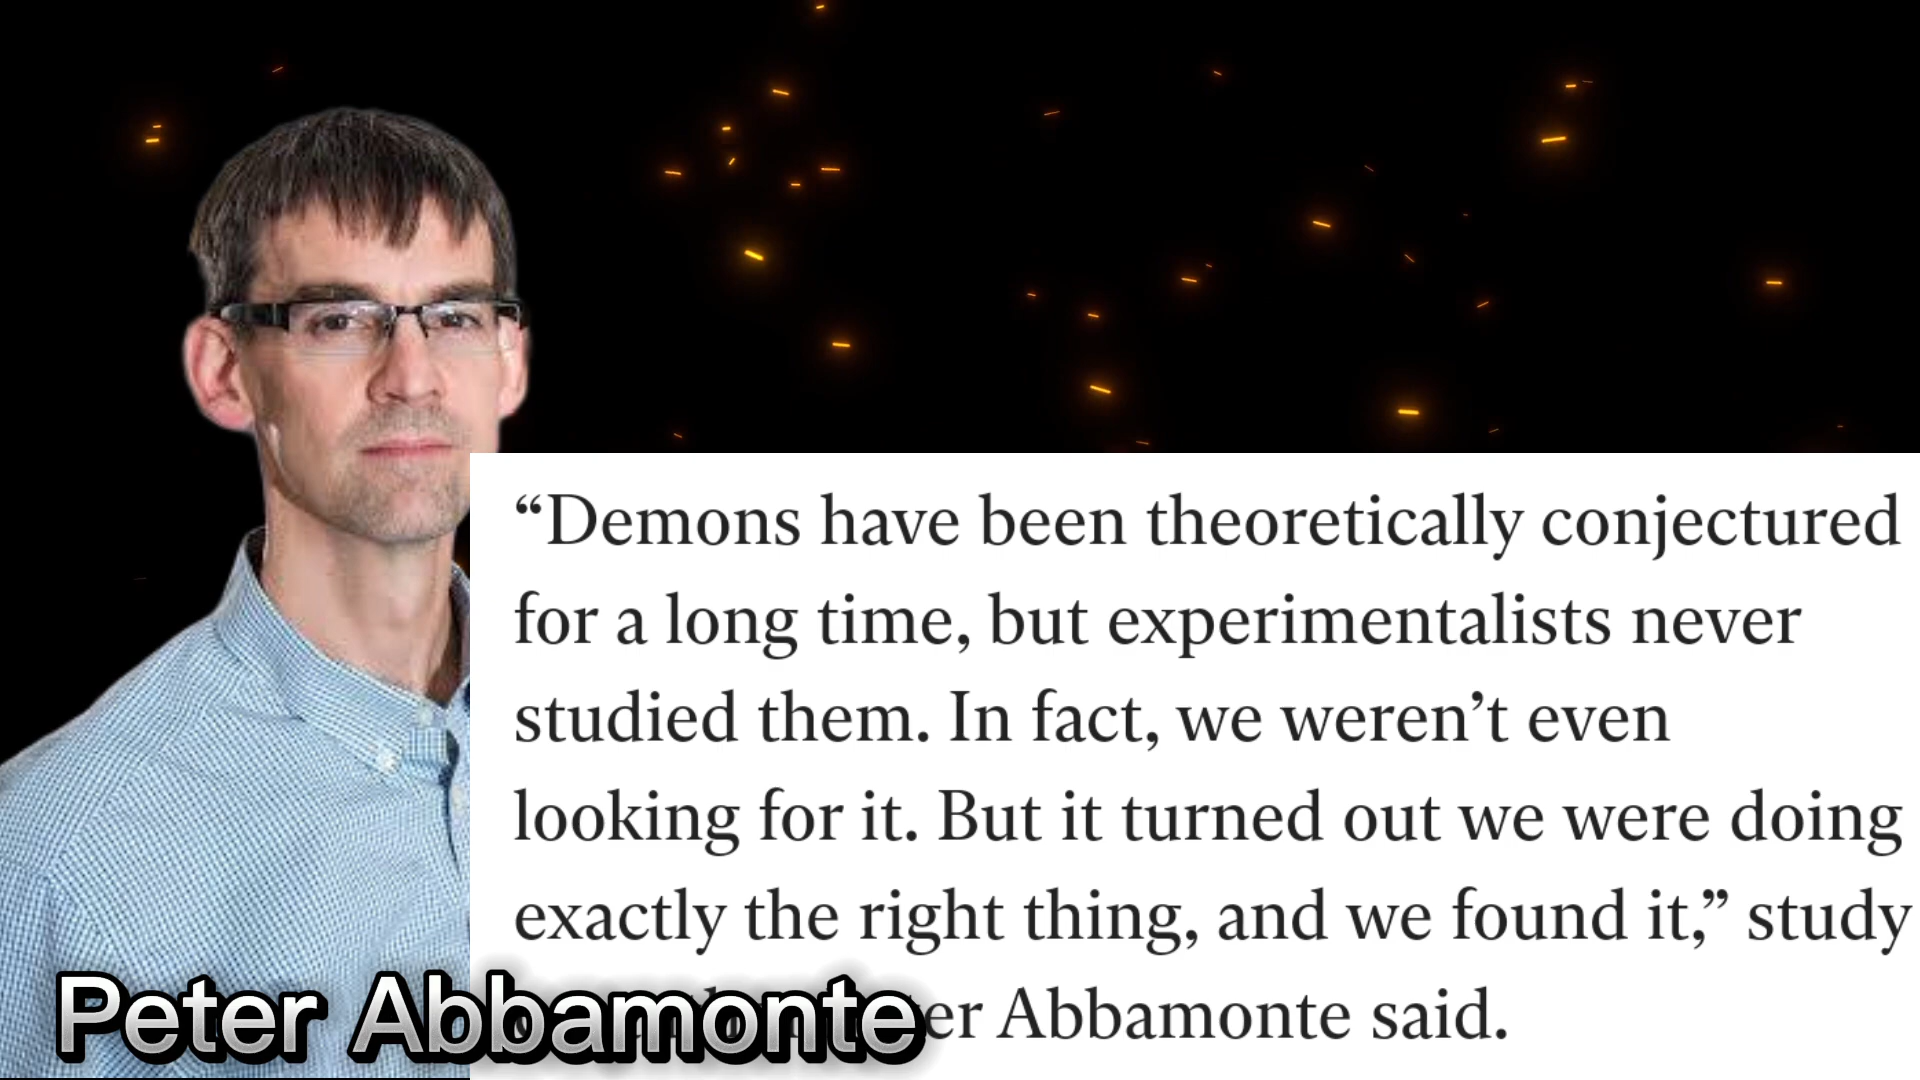 “Demons have been theoretically conjectured
for a long time, but experimentalists never
studied them. In fact, we weren’t even
looking for it. But it turned out we were doing
exactly the right thing, and we found it,” study
er Abbamonte said.
Peter Abbamonte